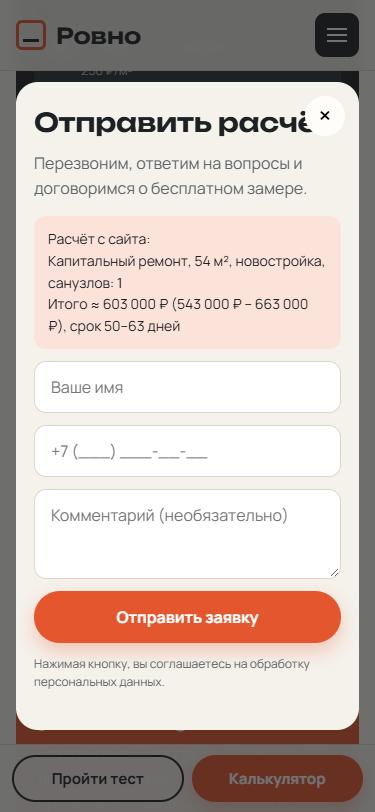 Ровно
250 ₽/м²
Отправить расчё
×
Перезвоним, ответим на вопросы и
договоримся о бесплатном замере.
Расчёт с сайта:
Капитальный ремонт, 54 м², новостройка,
санузлов: 1
Итого ≈ 603 000 ₽ (543 000 ₽ – 663 000
₽), срок 50–63 дней
Ваше имя
+7 (___) ___-__-__
Комментарий (необязательно)
Отправить заявку
Нажимая кнопку, вы соглашаетесь на обработку
персональных данных.
Пройти тест
Калькулятор